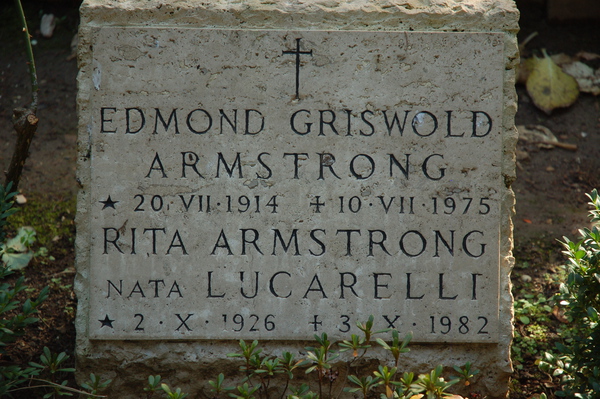 EDMOND GRISWOLD
ARMSTRONG
★ 20·VII·1914 ✝ 10·VII·1975
RITA ARMSTRONG
NATA LUCARELLI
★ 2·X·1926 ✝ 3·X·1982